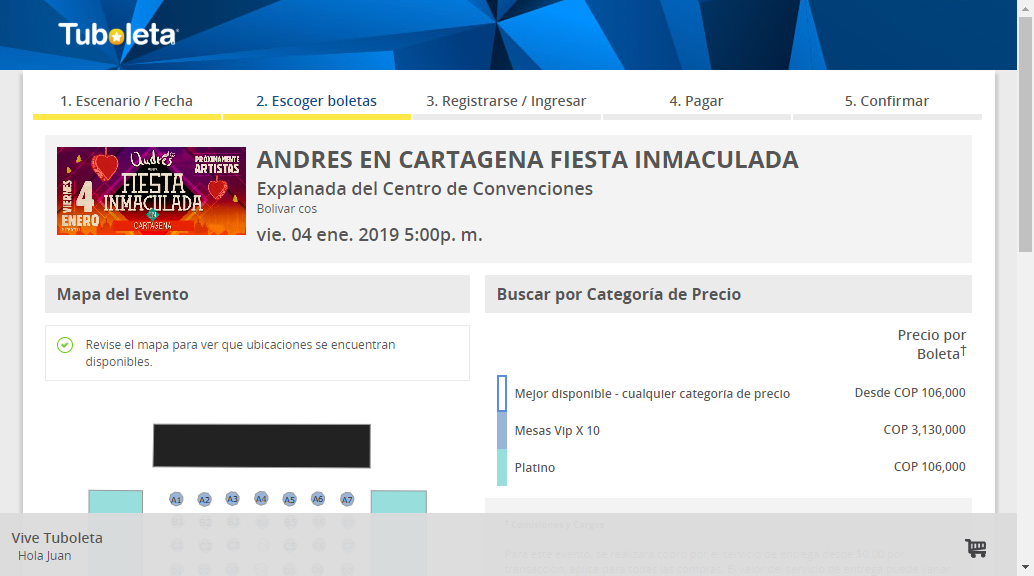 Tuboleta
1. Escenario / Fecha
2. Escoger boletas
3. Registrarse / Ingresar
4. Pagar
5. Confirmar
Andrés
PRÓXIMAMENTE
ARTISTAS
VIERNES
4
ENERO
FIESTA
INMACULADA
CARTAGENA
ANDRES EN CARTAGENA FIESTA INMACULADA
Explanada del Centro de Convenciones
Bolivar cos
vie. 04 ene. 2019 5:00p. m.
Mapa del Evento
Revise el mapa para ver que ubicaciones se encuentran
disponibles.
A1 A2 A3 A4 A5 A6 A7
Buscar por Categoría de Precio
Precio por
Boleta†
Mejor disponible - cualquier categoría de precio Desde COP 106,000
Mesas Vip X 10 COP 3,130,000
Platino COP 106,000
Vive Tuboleta
Hola Juan